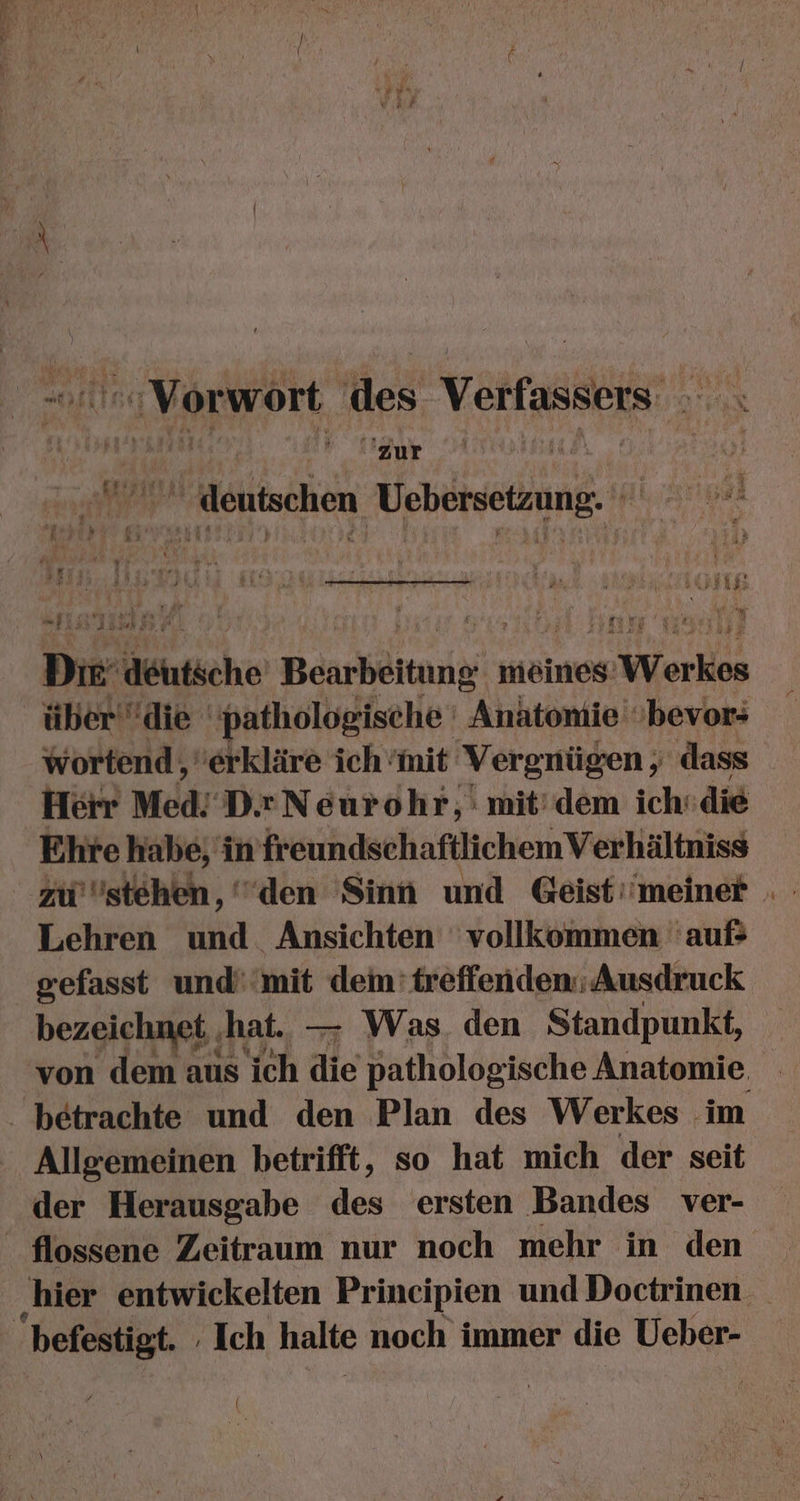 Vorwort des Verfassers
zur
deutschen Uebersetzung.
Die deutsche Bearbeitung meines Werkes
über die pathologische Anatomie bevor-
wortend, erkläre ich mit Vergnügen, dass
Herr Med. D.r Neurohr, mit dem ich die
Ehre habe, in freundschaftlichem Verhältniss
zu stehen, den Sinn und Geist meiner
Lehren und Ansichten vollkommen auf-
gefasst und mit dem treffenden Ausdruck
bezeichnet hat. — Was den Standpunkt,
von dem aus ich die pathologische Anatomie
betrachte und den Plan des Werkes im
Allgemeinen betrifft, so hat mich der seit
der Herausgabe des ersten Bandes ver-
flossene Zeitraum nur noch mehr in den
hier entwickelten Principien und Doctrinen
befestigt. Ich halte noch immer die Ueber-